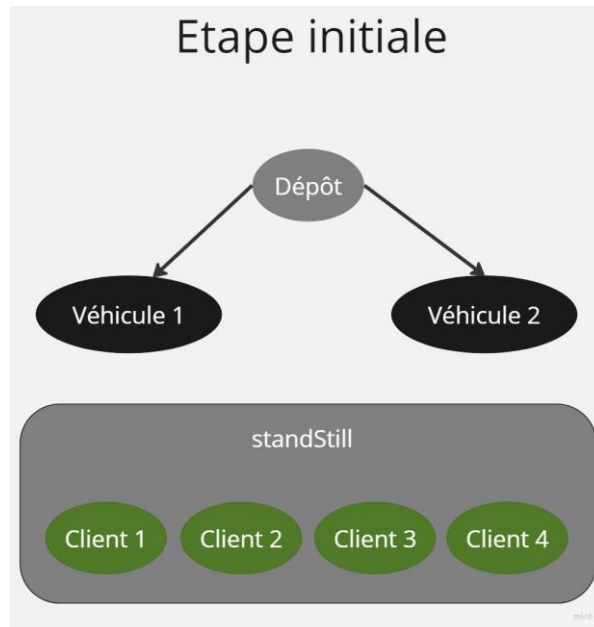 Etape initiale
Dépôt
Véhicule 1
Véhicule 2
standStill
Client 1
Client 2
Client 3
Client 4
miro